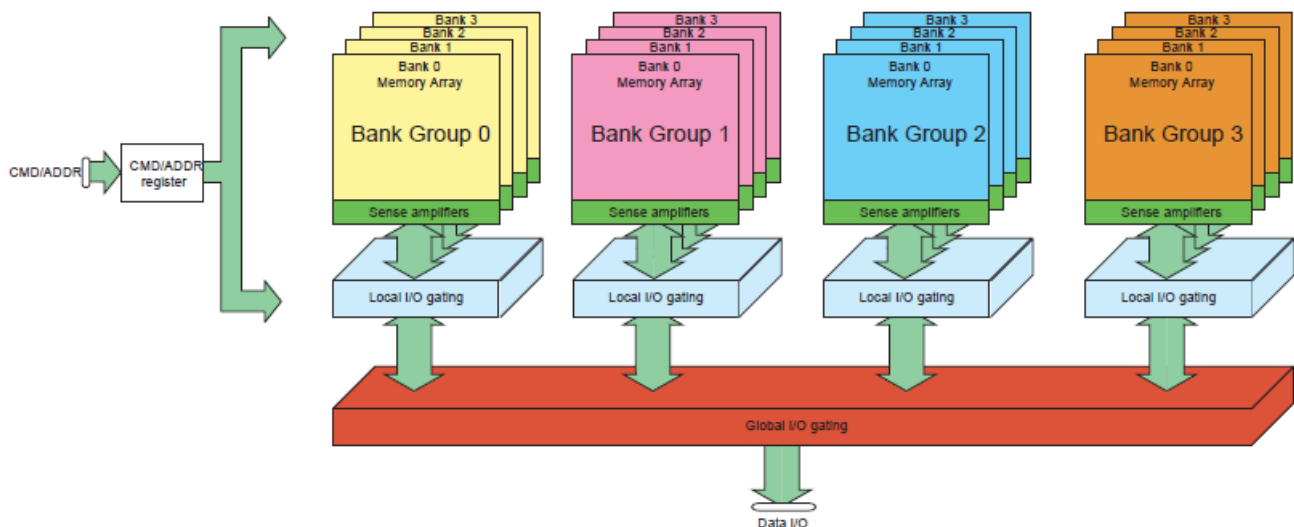 Bank 3
Bank 2
Bank 1
Bank 0
Memory Array
Bank Group 0
Sense amplifiers
Local I/O gating
Bank 3
Bank 2
Bank 1
Bank 0
Memory Array
Bank Group 1
Sense amplifiers
Local I/O gating
Bank 3
Bank 2
Bank 1
Bank 0
Memory Array
Bank Group 2
Sense amplifiers
Local I/O gating
Bank 3
Bank 2
Bank 1
Bank 0
Memory Array
Bank Group 3
Sense amplifiers
Local I/O gating
CMD/ADDR
CMD/ADDR
register
Global I/O gating
Data I/O